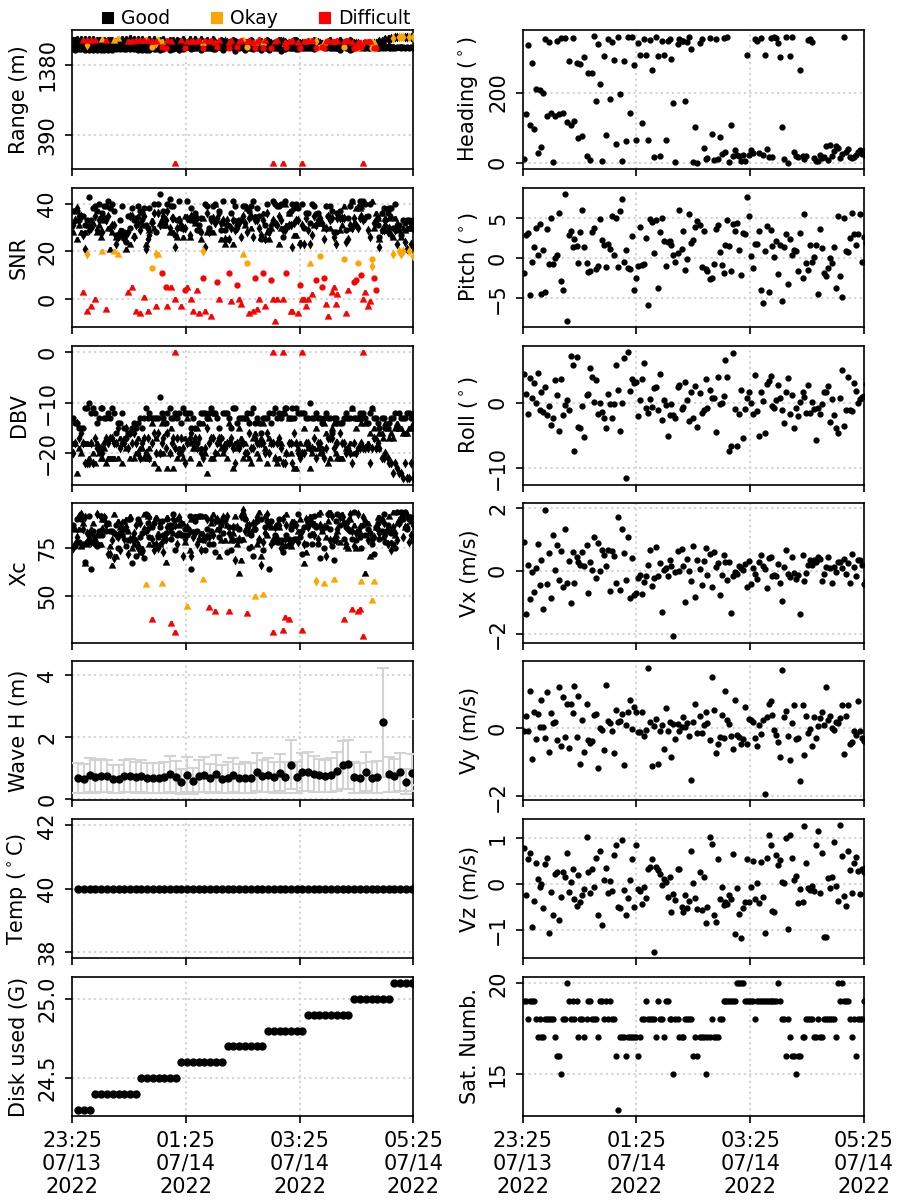 Good Okay Difficult
Range (m)
1380
390
Heading (°)
200
0
SNR
40
20
0
Pitch (°)
5
0
−5
DBV
0
−10
−20
Roll (°)
0
−10
Xc
75
50
Vx (m/s)
2
0
−2
Wave H (m)
4
2
0
Vy (m/s)
0
−2
Temp (°C)
42
40
38
Vz (m/s)
1
0
−1
Disk used (G)
25.0
24.5
Sat. Numb.
20
15
23:25 01:25 03:25 05:25
07/13 07/14 07/14 07/14
2022 2022 2022 2022
23:25 01:25 03:25 05:25
07/13 07/14 07/14 07/14
2022 2022 2022 2022